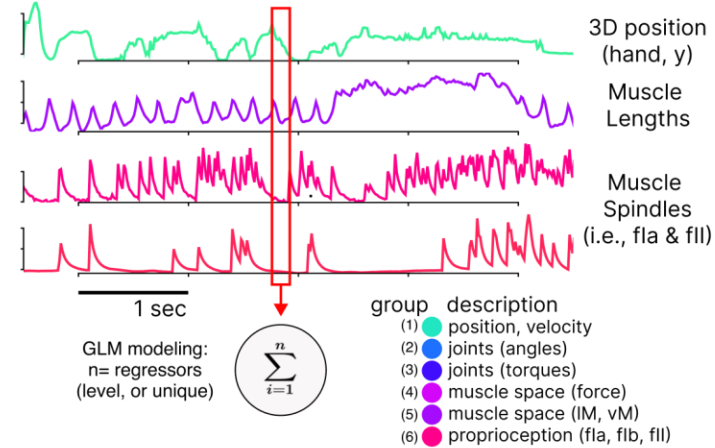 3D position
(hand, y)
Muscle
Lengths
Muscle
Spindles
(i.e., fIa & fII)
1 sec
GLM modeling:
n= regressors
(level, or unique)
n
∑
i=1
group description
(1) position, velocity
(2) joints (angles)
(3) joints (torques)
(4) muscle space (force)
(5) muscle space (lM, vM)
(6) proprioception (fIa, fIb, fII)